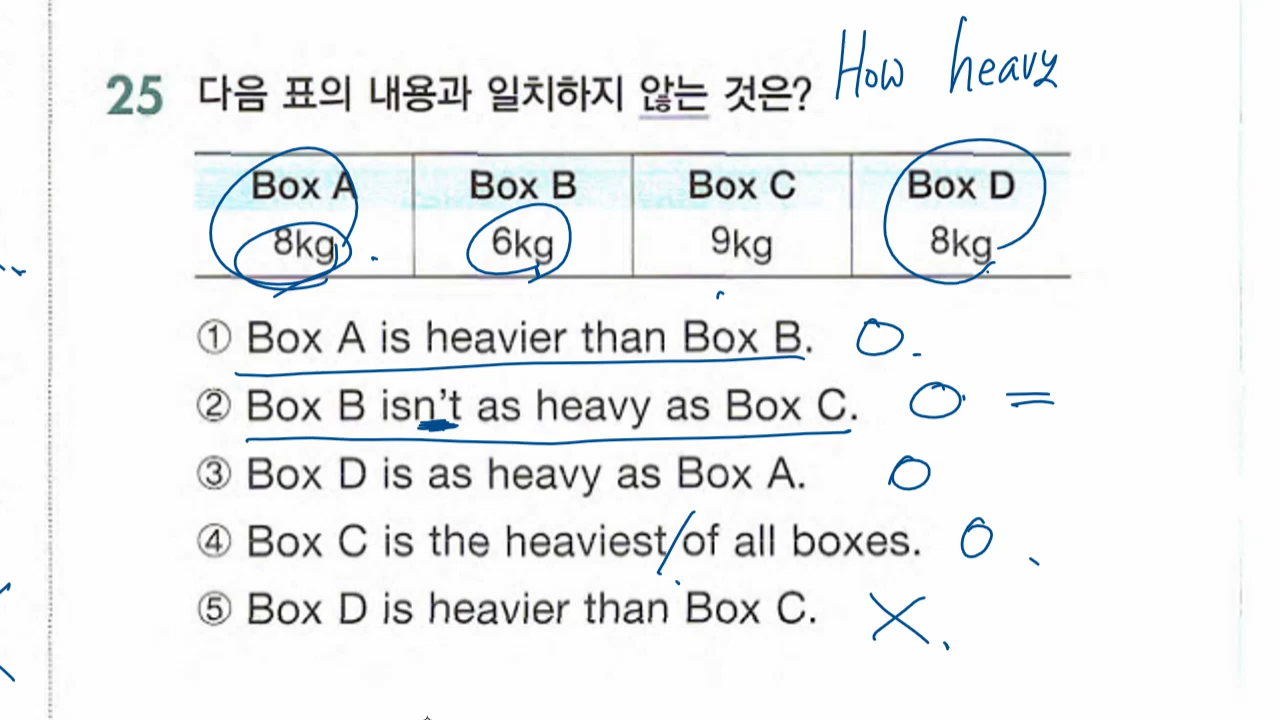 How heavy
25 다음 표의 내용과 일치하지 않는 것은?
Box A Box B Box C Box D
8kg 6kg 9kg 8kg
① Box A is heavier than Box B. O
② Box B isn't as heavy as Box C. O =
③ Box D is as heavy as Box A. O
④ Box C is the heaviest/of all boxes. O
⑤ Box D is heavier than Box C. X